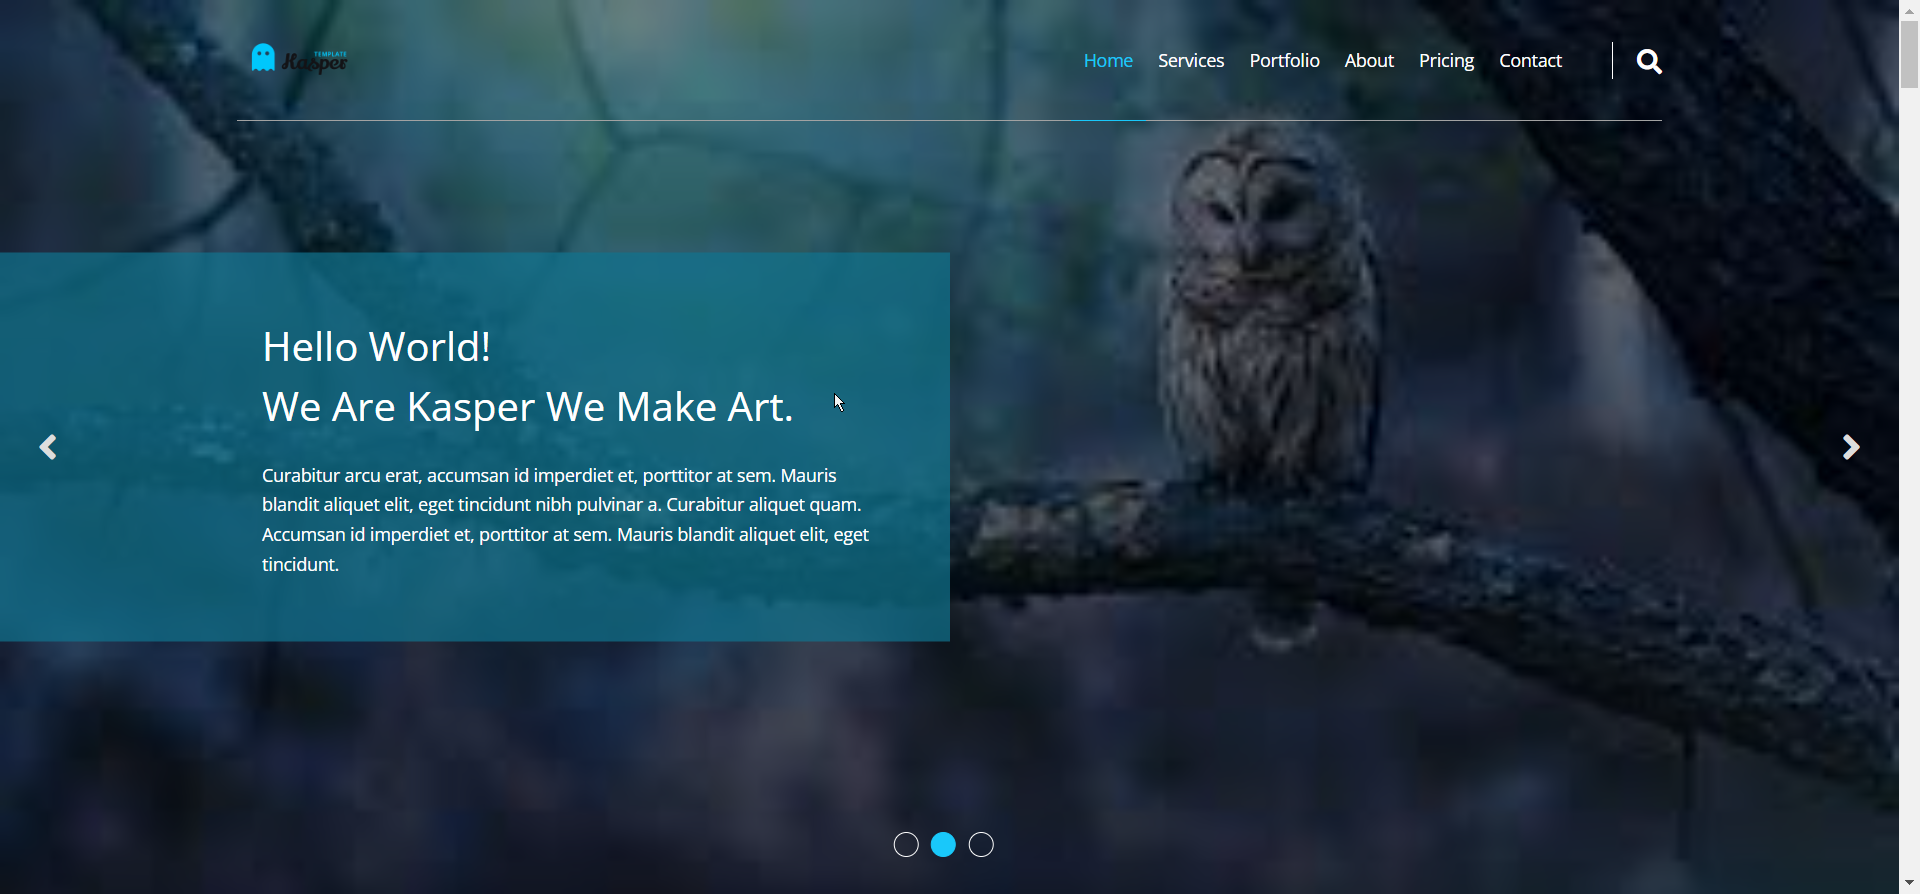 TEMPLATE
Kasper
Home Services Portfolio About Pricing Contact
Hello World!
We Are Kasper We Make Art.
Curabitur arcu erat, accumsan id imperdiet et, porttitor at sem. Mauris
blandit aliquet elit, eget tincidunt nibh pulvinar a. Curabitur aliquet quam.
Accumsan id imperdiet et, porttitor at sem. Mauris blandit aliquet elit, eget
tincidunt.